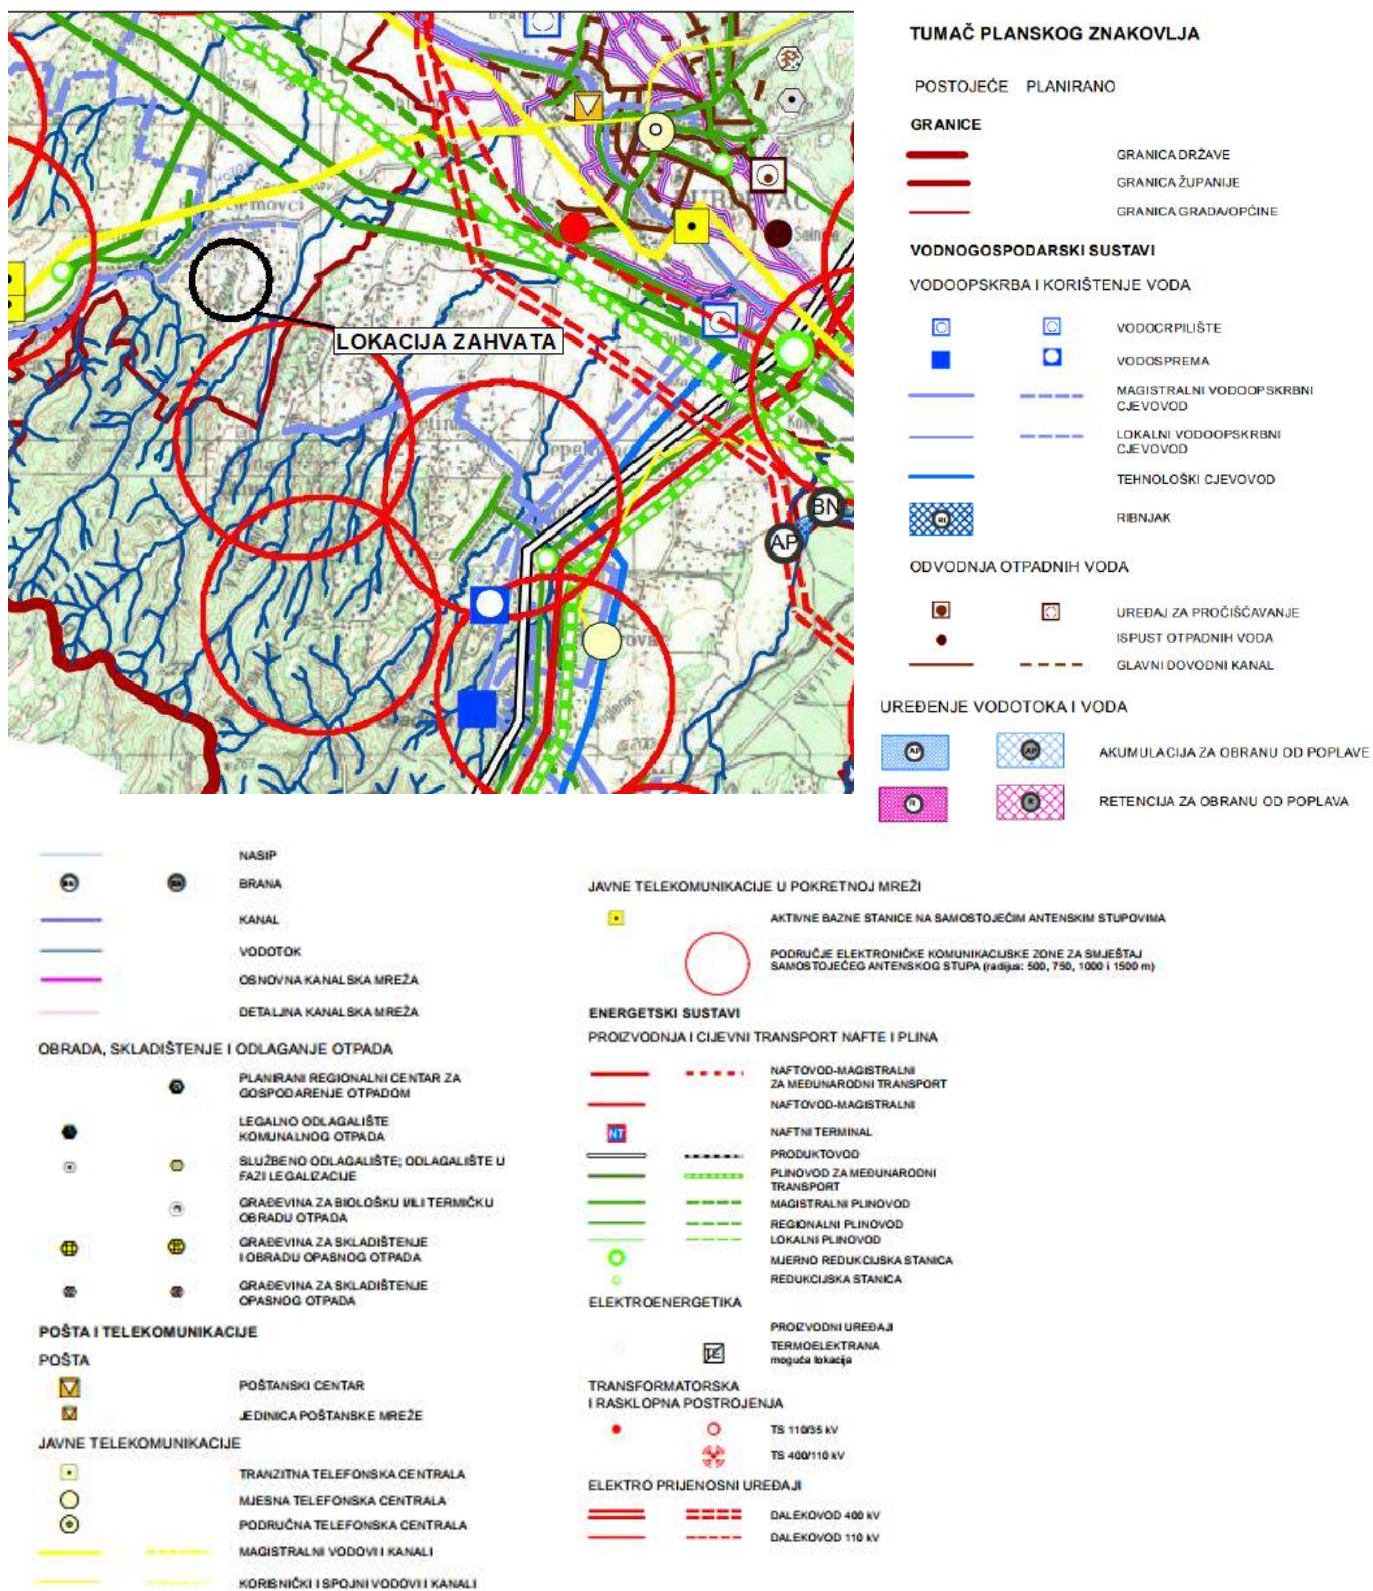 LOKACIJA ZAHVATA
ĐURĐEVAC
BN
AP
TUMAČ PLANSKOG ZNAKOVLJA
POSTOJEĆE PLANIRANO
GRANICE
GRANICA DRŽAVE
GRANICA ŽUPANIJE
GRANICA GRADA/OPĆINE
VODNOGOSPODARSKI SUSTAVI
VODOOPSKRBA I KORIŠTENJE VODA
VODOCRPILIŠTE
VODOSPREMA
MAGISTRALNI VODOOPSKRBNI
CJEVOVOD
LOKALNI VODOOPSKRBNI
CJEVOVOD
TEHNOLOŠKI CJEVOVOD
RI
RIBNJAK
ODVODNJA OTPADNIH VODA
UREĐAJ ZA PROČIŠĆAVANJE
ISPUST OTPADNIH VODA
GLAVNI DOVODNI KANAL
UREĐENJE VODOTOKA I VODA
AP AP AKUMULACIJA ZA OBRANU OD POPLAVE
R R RETENCIJA ZA OBRANU OD POPLAVA
NASIP
BN BN BRANA
KANAL
VODOTOK
OSNOVNA KANALSKA MREŽA
DETALJNA KANALSKA MREŽA
OBRADA, SKLADIŠTENJE I ODLAGANJE OTPADA
PLANIRANI REGIONALNI CENTAR ZA
GOSPODARENJE OTPADOM
LEGALNO ODLAGALIŠTE
KOMUNALNOG OTPADA
SLUŽBENO ODLAGALIŠTE; ODLAGALIŠTE U
FAZI LEGALIZACIJE
GRAĐEVINA ZA BIOLOŠKU I/ILI TERMIČKU
OBRADU OTPADA
GRAĐEVINA ZA SKLADIŠTENJE
I OBRADU OPASNOG OTPADA
GRAĐEVINA ZA SKLADIŠTENJE
OPASNOG OTPADA
POŠTA I TELEKOMUNIKACIJE
POŠTA
POŠTANSKI CENTAR
JEDINICA POŠTANSKE MREŽE
JAVNE TELEKOMUNIKACIJE
TRANZITNA TELEFONSKA CENTRALA
MJESNA TELEFONSKA CENTRALA
PODRUČNA TELEFONSKA CENTRALA
MAGISTRALNI VODOVI I KANALI
KORISNIČKI I SPOJNI VODOVI I KANALI
JAVNE TELEKOMUNIKACIJE U POKRETNOJ MREŽI
AKTIVNE BAZNE STANICE NA SAMOSTOJEĆIM ANTENSKIM STUPOVIMA
PODRUČJE ELEKTRONIČKE KOMUNIKACIJSKE ZONE ZA SMJEŠTAJ
SAMOSTOJEĆEG ANTENSKOG STUPA (radijus: 500, 750, 1000 i 1500 m)
ENERGETSKI SUSTAVI
PROIZVODNJA I CIJEVNI TRANSPORT NAFTE I PLINA
NAFTOVOD-MAGISTRALNI
ZA MEĐUNARODNI TRANSPORT
NAFTOVOD-MAGISTRALNI
NT NAFTNI TERMINAL
PRODUKTOVOD
PLINOVOD ZA MEĐUNARODNI
TRANSPORT
MAGISTRALNI PLINOVOD
REGIONALNI PLINOVOD
LOKALNI PLINOVOD
MJERNO REDUKCIJSKA STANICA
REDUKCIJSKA STANICA
ELEKTROENERGETIKA
PROIZVODNI UREĐAJI
TE TERMOELEKTRANA
moguća lokacija
TRANSFORMATORSKA
I RASKLOPNA POSTROJENJA
TS 110/35 kV
TS 400/110 kV
ELEKTRO PRIJENOSNI UREĐAJI
DALEKOVOD 400 kV
DALEKOVOD 110 kV